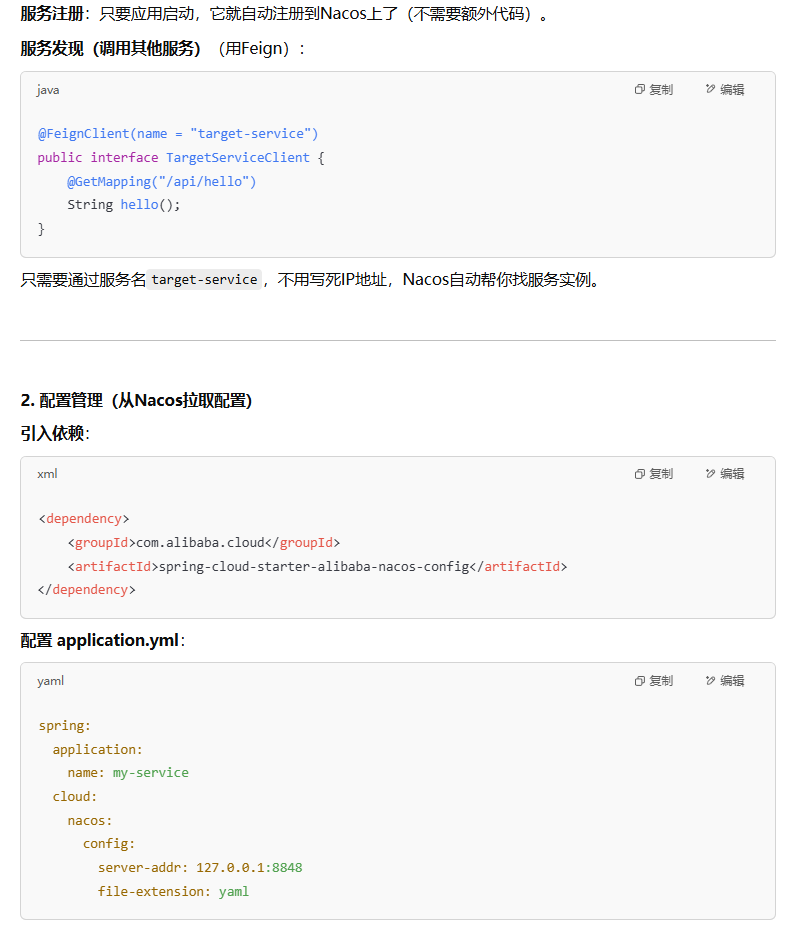 服务注册：只要应用启动，它就自动注册到Nacos上了（不需要额外代码）。
服务发现（调用其他服务）（用Feign）:
java
复制
编辑
@FeignClient(name = "target-service")
public interface TargetServiceClient {
    @GetMapping("/api/hello")
    String hello();
}
只需要通过服务名 target-service，不用写死IP地址，Nacos自动帮你找服务实例。
2. 配置管理（从Nacos拉取配置）
引入依赖:
xml
复制
编辑
<dependency>
    <groupId>com.alibaba.cloud</groupId>
    <artifactId>spring-cloud-starter-alibaba-nacos-config</artifactId>
</dependency>
配置 application.yml:
yaml
复制
编辑
spring:
  application:
    name: my-service
  cloud:
    nacos:
      config:
        server-addr: 127.0.0.1:8848
        file-extension: yaml